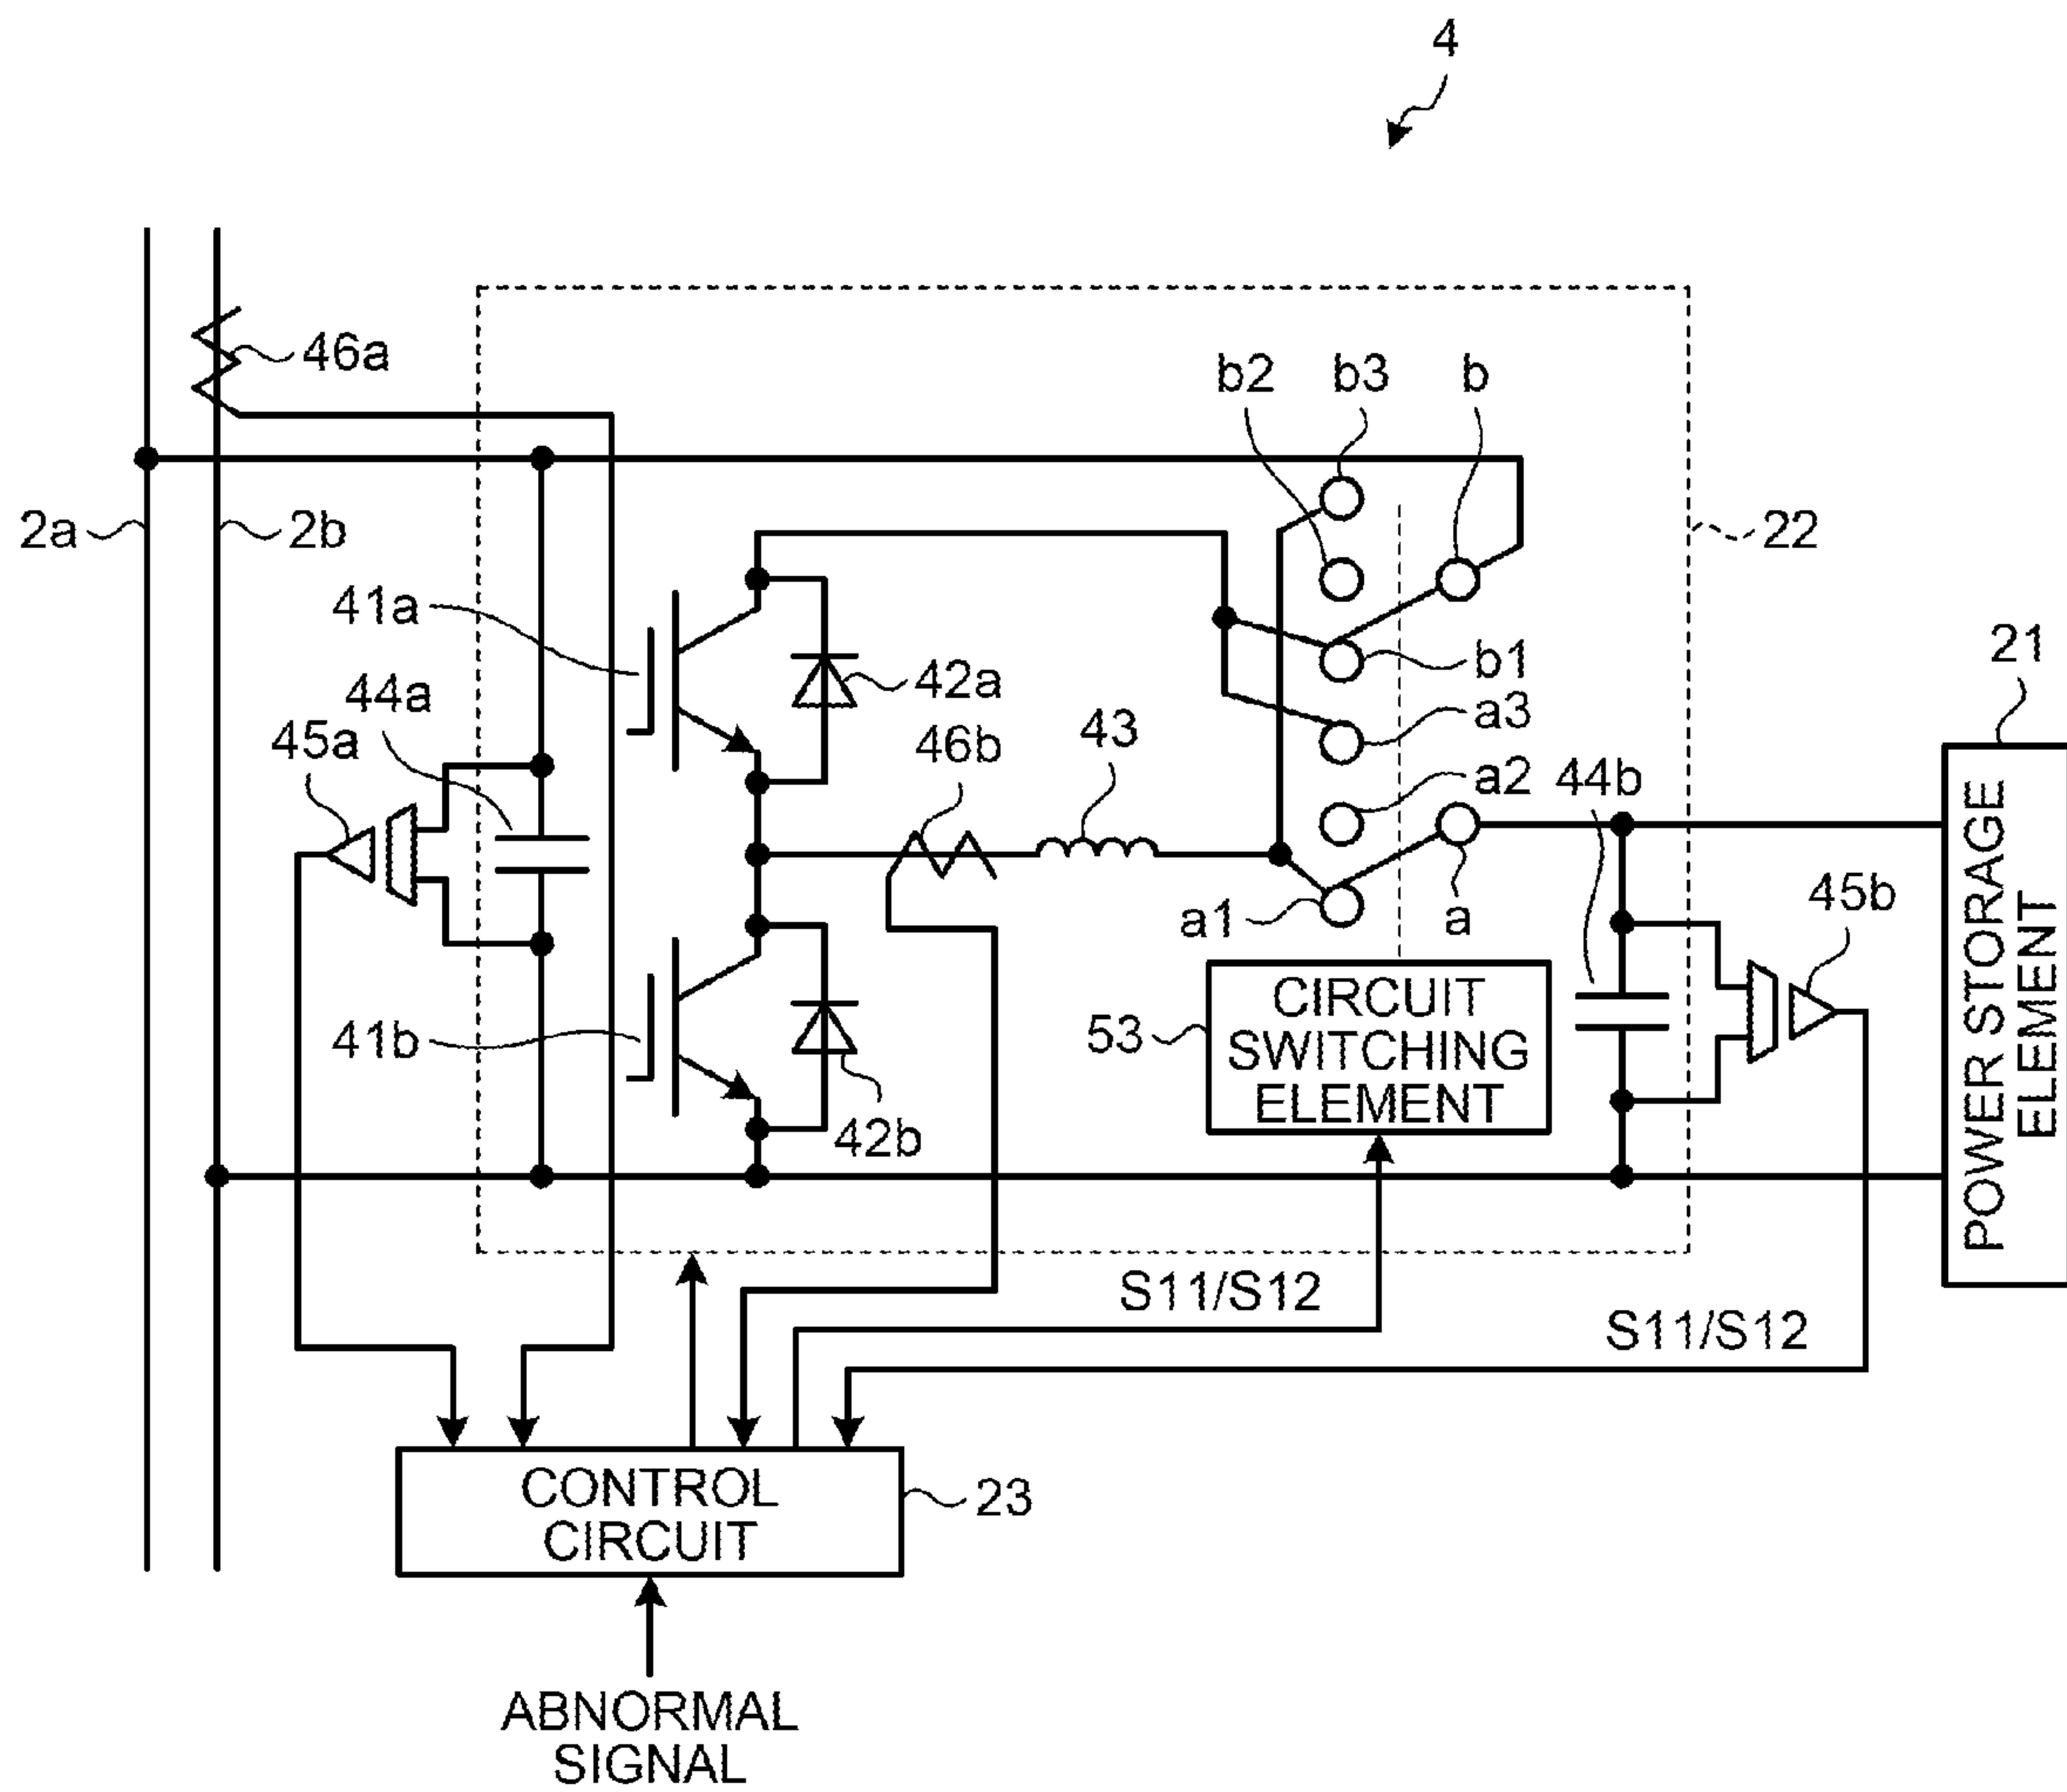 4
46a
b2
b3
b
2a
2b
22
41a
42a
b1
21
44a
a3
45a
46b
43
a2
44b
a1
a
45b
41b
53
CIRCUIT
SWITCHING
ELEMENT
POWER STORAGE
ELEMENT
42b
S11/S12
S11/S12
CONTROL
CIRCUIT
23
ABNORMAL
SIGNAL